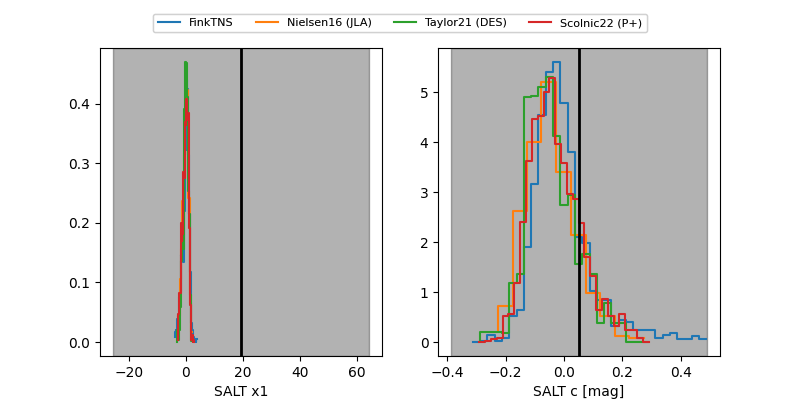 FinkTNS Nielsen16 (JLA) Taylor21 (DES) Scolnic22 (P+)
0.4
0.3
0.2
0.1
0.0
−20 0 20 40 60
SALT x1
5
4
3
2
1
0
−0.4 −0.2 0.0 0.2 0.4
SALT c [mag]